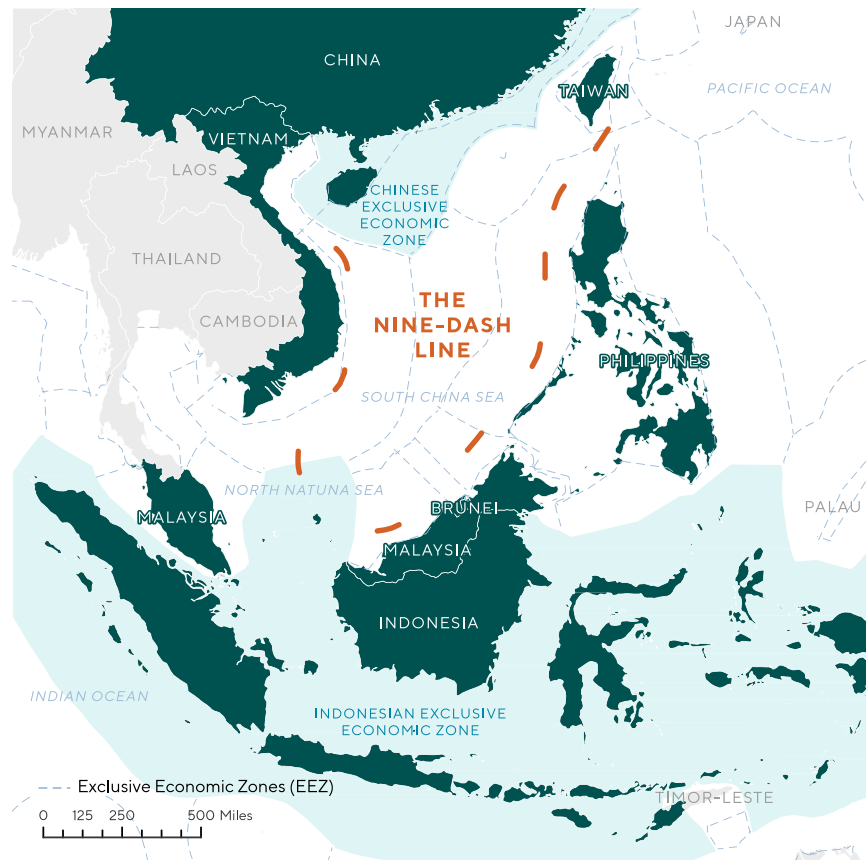 JAPAN
CHINA
TAIWAN
PACIFIC OCEAN
MYANMAR
VIETNAM
LAOS
CHINESE
EXCLUSIVE
ECONOMIC
ZONE
THAILAND
THE
NINE-DASH
LINE
CAMBODIA
PHILIPPINES
SOUTH CHINA SEA
NORTH NATUNA SEA
BRUNEI
PALAU
MALAYSIA
MALAYSIA
INDONESIA
INDIAN OCEAN
INDONESIAN EXCLUSIVE
ECONOMIC ZONE
Exclusive Economic Zones (EEZ)
TIMOR-LESTE
0 125 250 500 Miles